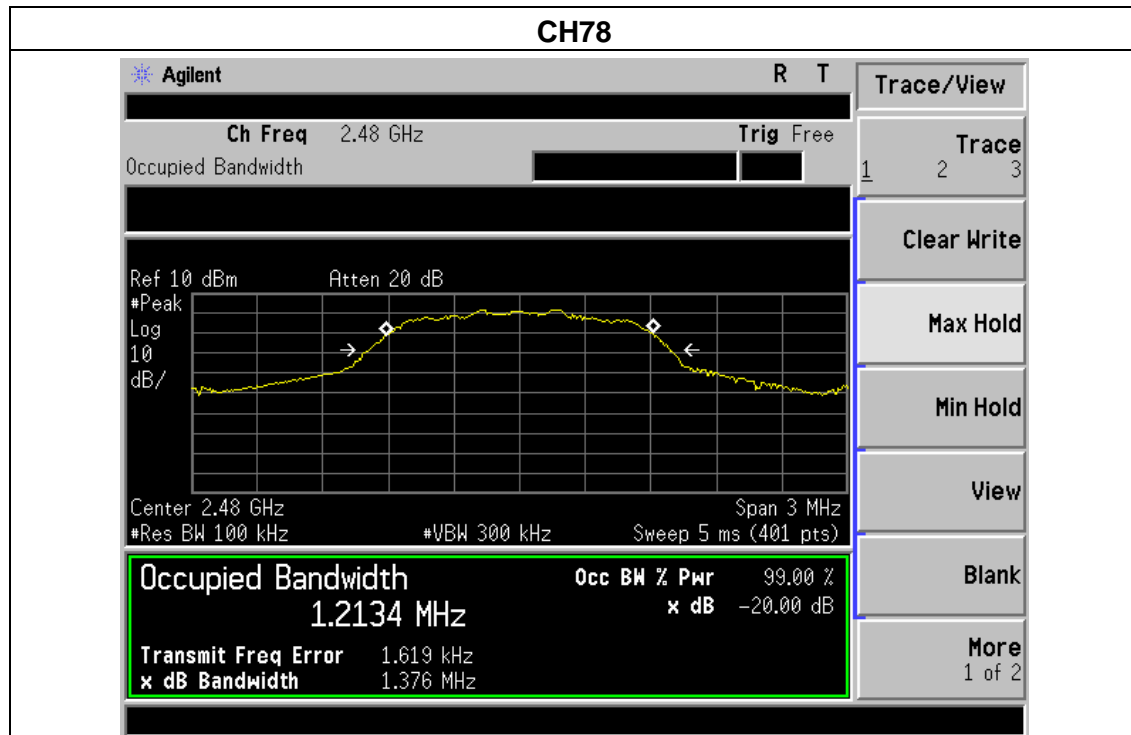 CH78
Agilent
R T
Ch Freq 2.48 GHz
Trig Free
Occupied Bandwidth
Ref 10 dBm
Atten 20 dB
#Peak
Log
10
dB/
Center 2.48 GHz
Span 3 MHz
#Res BW 100 kHz
#VBW 300 kHz
Sweep 5 ms (401 pts)
Occupied Bandwidth
1.2134 MHz
Occ BW % Pwr 99.00 %
x dB -20.00 dB
Transmit Freq Error 1.619 kHz
x dB Bandwidth 1.376 MHz
Trace/View
Trace
1 2 3
Clear Write
Max Hold
Min Hold
View
Blank
More
1 of 2